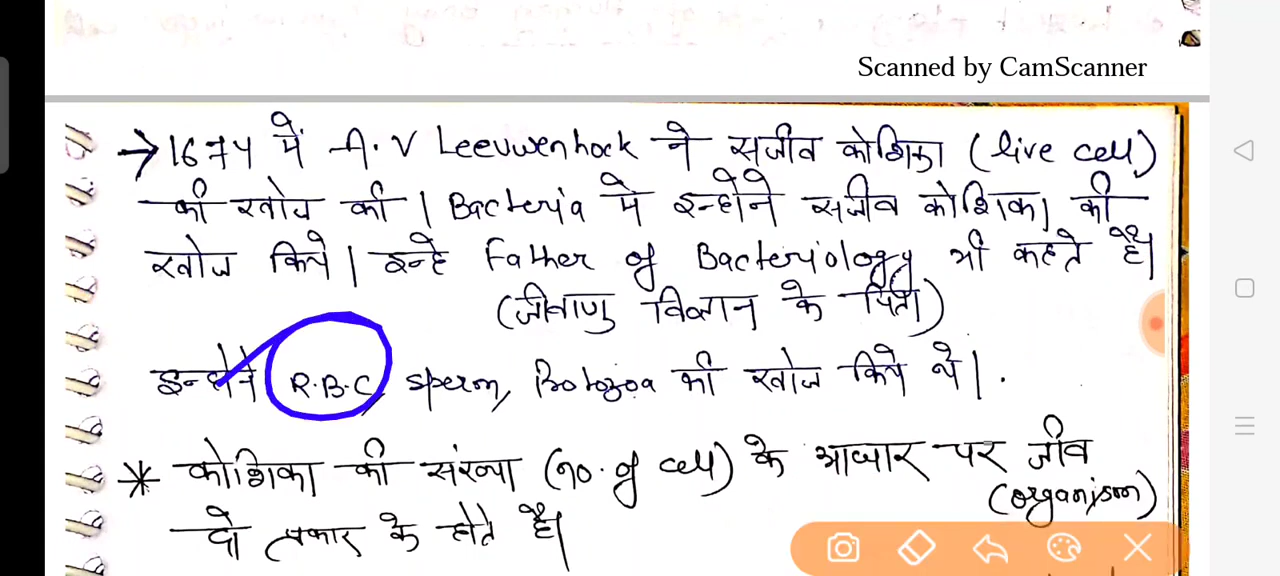 Scanned by CamScanner
→ 1674 में A.V Leeuwenhock ने सजीव कोशिका (live cell)
की खोज की। Bacteria में इन्होने सजीव कोशिका की
खोज किये। इन्हे Father of Bacteriology भी कहते है।
(जीवाणु विज्ञान के पिता)
इन्होने R.B.C, sperm, Protozoa की खोज किये थे।.
* कोशिका की संख्या (no. of cell) के आधार पर जीव
(organism)
दो प्रकार के होते है।